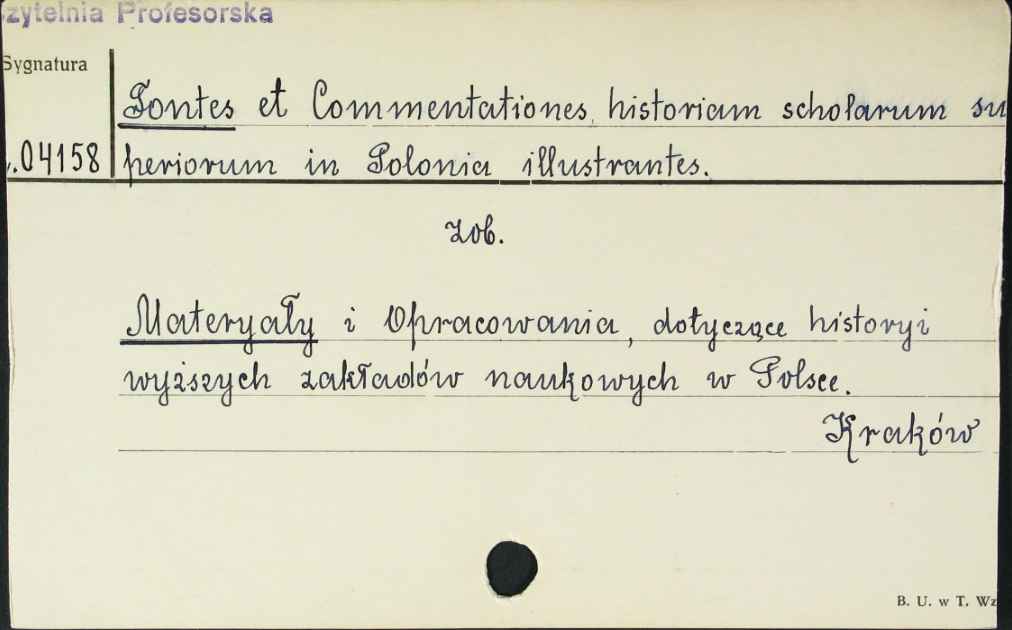 zytelnia Profesorska
Sygnatura
Fontes et Commentationes historiam scholarum su
04158 periorum in Polonia illustrantes.
zob.
Materyały i Opracowania, dotyczące historyi
wyższych zakładów naukowych w Polsce.
Kraków
B. U. w T. Wz